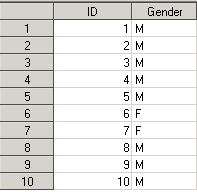 ID Gender
1 1 M
2 2 M
3 3 M
4 4 M
5 5 M
6 6 F
7 7 F
8 8 M
9 9 M
10 10 M